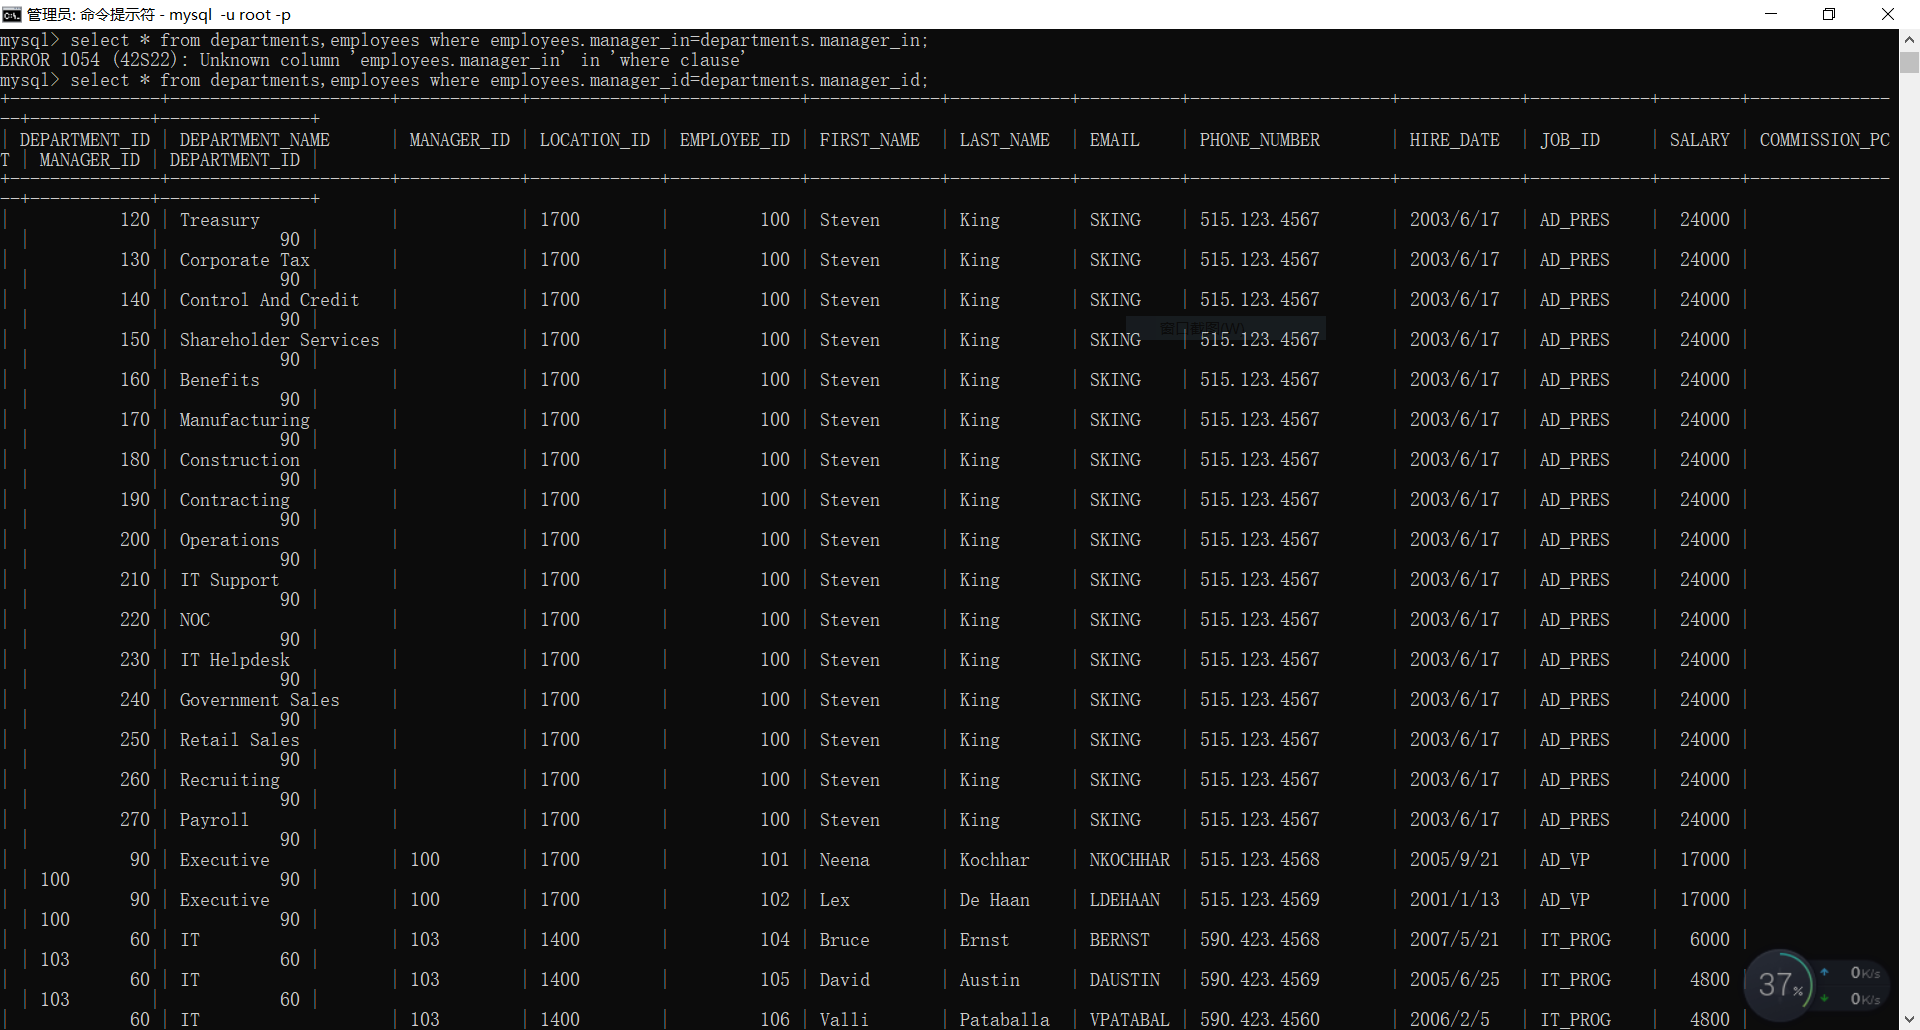 管理员: 命令提示符 - mysql  -u root -p
mysql> select * from departments,employees where employees.manager_in=departments.manager_in;
ERROR 1054 (42S22): Unknown column 'employees.manager_in' in 'where clause'
mysql> select * from departments,employees where employees.manager_id=departments.manager_id;
| DEPARTMENT_ID | DEPARTMENT_NAME | MANAGER_ID | LOCATION_ID | EMPLOYEE_ID | FIRST_NAME | LAST_NAME | EMAIL | PHONE_NUMBER | HIRE_DATE | JOB_ID | SALARY | COMMISSION_PC
T | MANAGER_ID | DEPARTMENT_ID |
| 120 | Treasury | | 1700 | 100 | Steven | King | SKING | 515.123.4567 | 2003/6/17 | AD_PRES | 24000 |
| | 90 |
| 130 | Corporate Tax | | 1700 | 100 | Steven | King | SKING | 515.123.4567 | 2003/6/17 | AD_PRES | 24000 |
| | 90 |
| 140 | Control And Credit | | 1700 | 100 | Steven | King | SKING | 515.123.4567 | 2003/6/17 | AD_PRES | 24000 |
| | 90 |
窗口截图(W)
| 150 | Shareholder Services | | 1700 | 100 | Steven | King | SKING | 515.123.4567 | 2003/6/17 | AD_PRES | 24000 |
| | 90 |
| 160 | Benefits | | 1700 | 100 | Steven | King | SKING | 515.123.4567 | 2003/6/17 | AD_PRES | 24000 |
| | 90 |
| 170 | Manufacturing | | 1700 | 100 | Steven | King | SKING | 515.123.4567 | 2003/6/17 | AD_PRES | 24000 |
| | 90 |
| 180 | Construction | | 1700 | 100 | Steven | King | SKING | 515.123.4567 | 2003/6/17 | AD_PRES | 24000 |
| | 90 |
| 190 | Contracting | | 1700 | 100 | Steven | King | SKING | 515.123.4567 | 2003/6/17 | AD_PRES | 24000 |
| | 90 |
| 200 | Operations | | 1700 | 100 | Steven | King | SKING | 515.123.4567 | 2003/6/17 | AD_PRES | 24000 |
| | 90 |
| 210 | IT Support | | 1700 | 100 | Steven | King | SKING | 515.123.4567 | 2003/6/17 | AD_PRES | 24000 |
| | 90 |
| 220 | NOC | | 1700 | 100 | Steven | King | SKING | 515.123.4567 | 2003/6/17 | AD_PRES | 24000 |
| | 90 |
| 230 | IT Helpdesk | | 1700 | 100 | Steven | King | SKING | 515.123.4567 | 2003/6/17 | AD_PRES | 24000 |
| | 90 |
| 240 | Government Sales | | 1700 | 100 | Steven | King | SKING | 515.123.4567 | 2003/6/17 | AD_PRES | 24000 |
| | 90 |
| 250 | Retail Sales | | 1700 | 100 | Steven | King | SKING | 515.123.4567 | 2003/6/17 | AD_PRES | 24000 |
| | 90 |
| 260 | Recruiting | | 1700 | 100 | Steven | King | SKING | 515.123.4567 | 2003/6/17 | AD_PRES | 24000 |
| | 90 |
| 270 | Payroll | | 1700 | 100 | Steven | King | SKING | 515.123.4567 | 2003/6/17 | AD_PRES | 24000 |
| | 90 |
| 90 | Executive | 100 | 1700 | 101 | Neena | Kochhar | NKOCHHAR | 515.123.4568 | 2005/9/21 | AD_VP | 17000 |
| 100 | 90 |
| 90 | Executive | 100 | 1700 | 102 | Lex | De Haan | LDEHAAN | 515.123.4569 | 2001/1/13 | AD_VP | 17000 |
| 100 | 90 |
| 60 | IT | 103 | 1400 | 104 | Bruce | Ernst | BERNST | 590.423.4568 | 2007/5/21 | IT_PROG | 6000 |
| 103 | 60 |
| 60 | IT | 103 | 1400 | 105 | David | Austin | DAUSTIN | 590.423.4569 | 2005/6/25 | IT_PROG | 4800 |
| 103 | 60 |
| 60 | IT | 103 | 1400 | 106 | Valli | Pataballa | VPATABAL | 590.423.4560 | 2006/2/5 | IT_PROG | 4800 |
37%
0K/s
0K/s